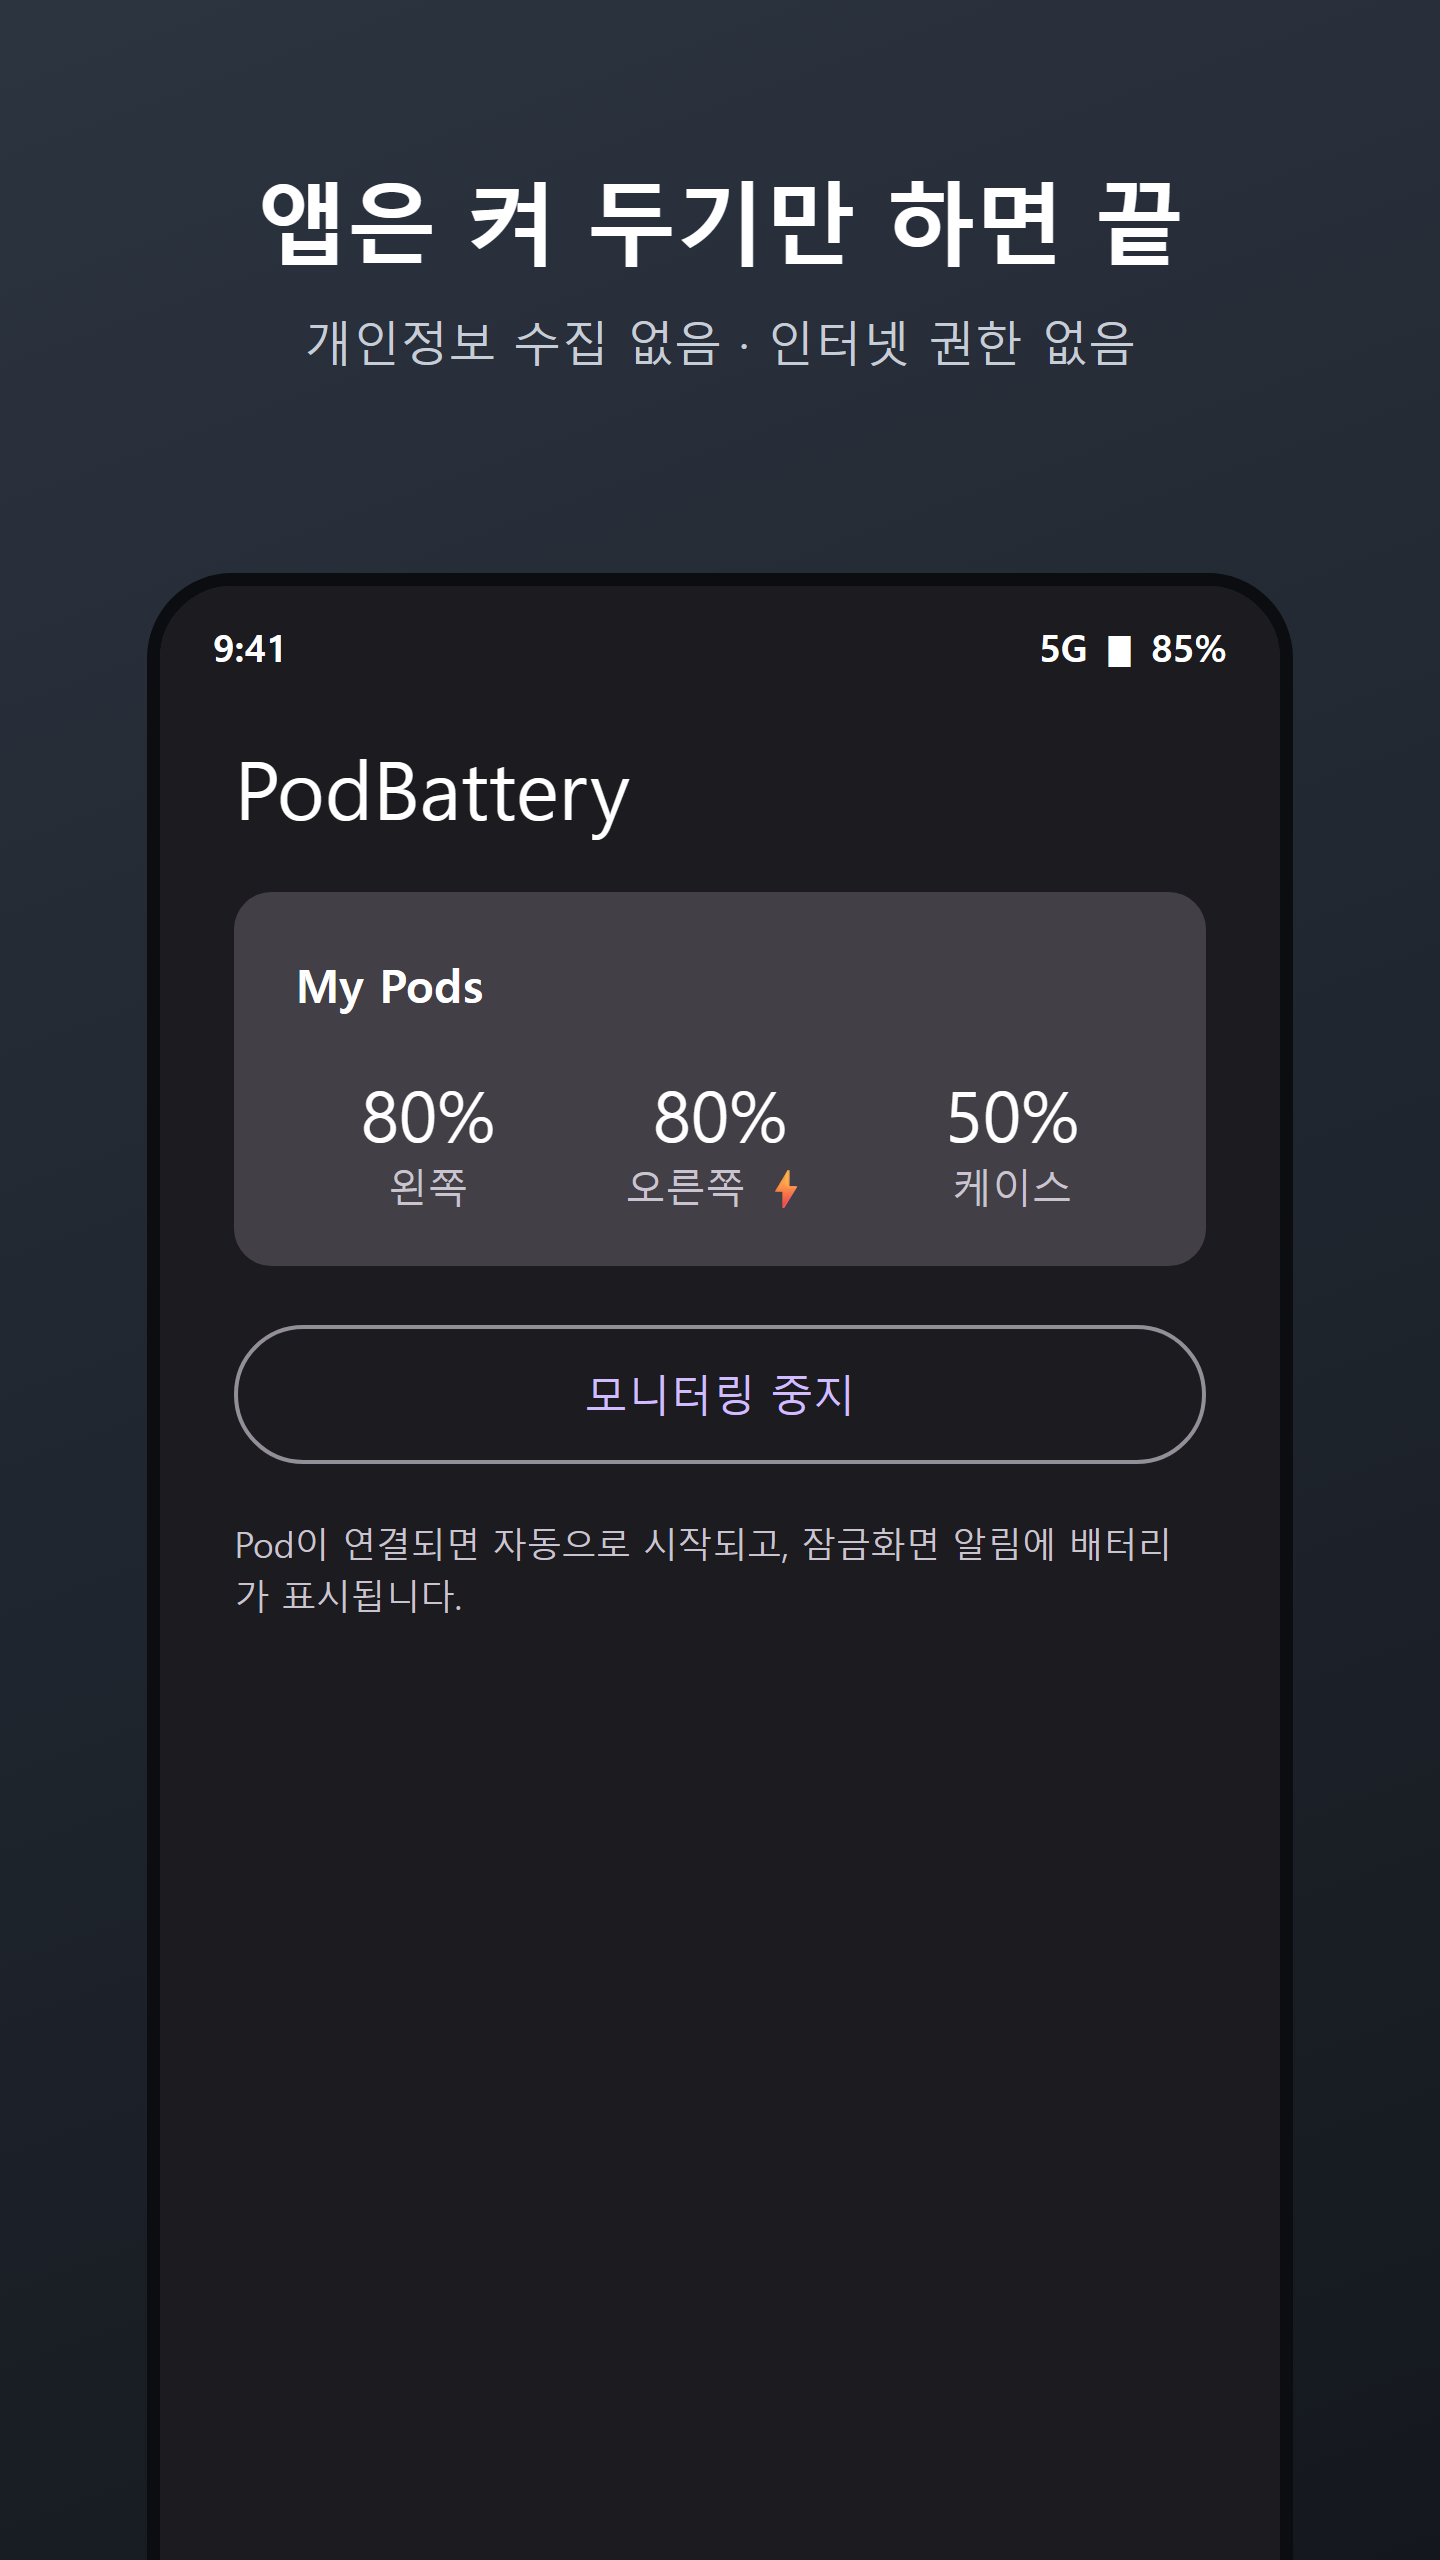 앱은 켜 두기만 하면 끝
개인정보 수집 없음 · 인터넷 권한 없음
9:41 5G 85%
PodBattery
My Pods
80% 80% 50%
왼쪽 오른쪽 ⚡ 케이스
모니터링 중지
Pod이 연결되면 자동으로 시작되고, 잠금화면 알림에 배터리
가 표시됩니다.